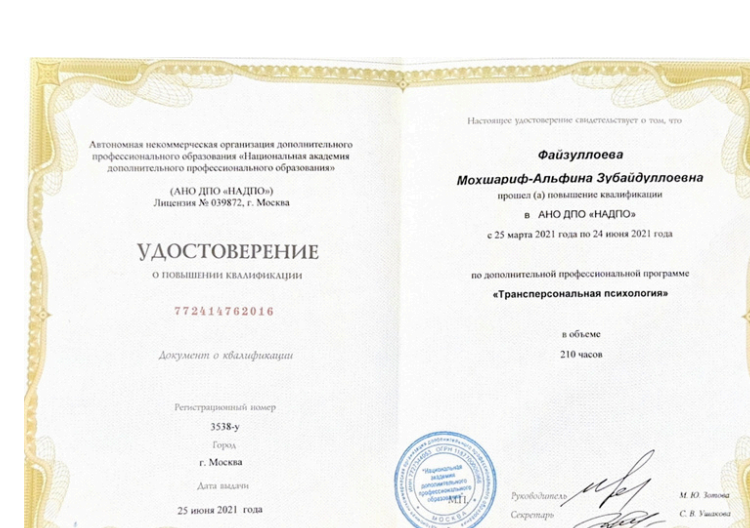 Автономная некоммерческая организация дополнительного
профессионального образования «Национальная академия
дополнительного профессионального образования»
(АНО ДПО «НАДПО»)
Лицензия № 039872, г. Москва
УДОСТОВЕРЕНИЕ
О ПОВЫШЕНИИ КВАЛИФИКАЦИИ
772414762016
Документ о квалификации
Регистрационный номер
3538-у
Город
г. Москва
Дата выдачи
25 июня 2021 года
Настоящее удостоверение свидетельствует о том, что
Файзуллоева
Мохшариф-Альфина Зубайдуллоевна
прошел (а) повышение квалификации
в АНО ДПО «НАДПО»
с 25 марта 2021 года по 24 июня 2021 года
по дополнительной профессиональной программе
«Трансперсональная психология»
в объеме
210 часов
"Национальная
академия
дополнительного
профессионального
образования"
МОСКВА
М.П.
Руководитель
М. Ю. Зотова
Секретарь
С. В. Ушакова